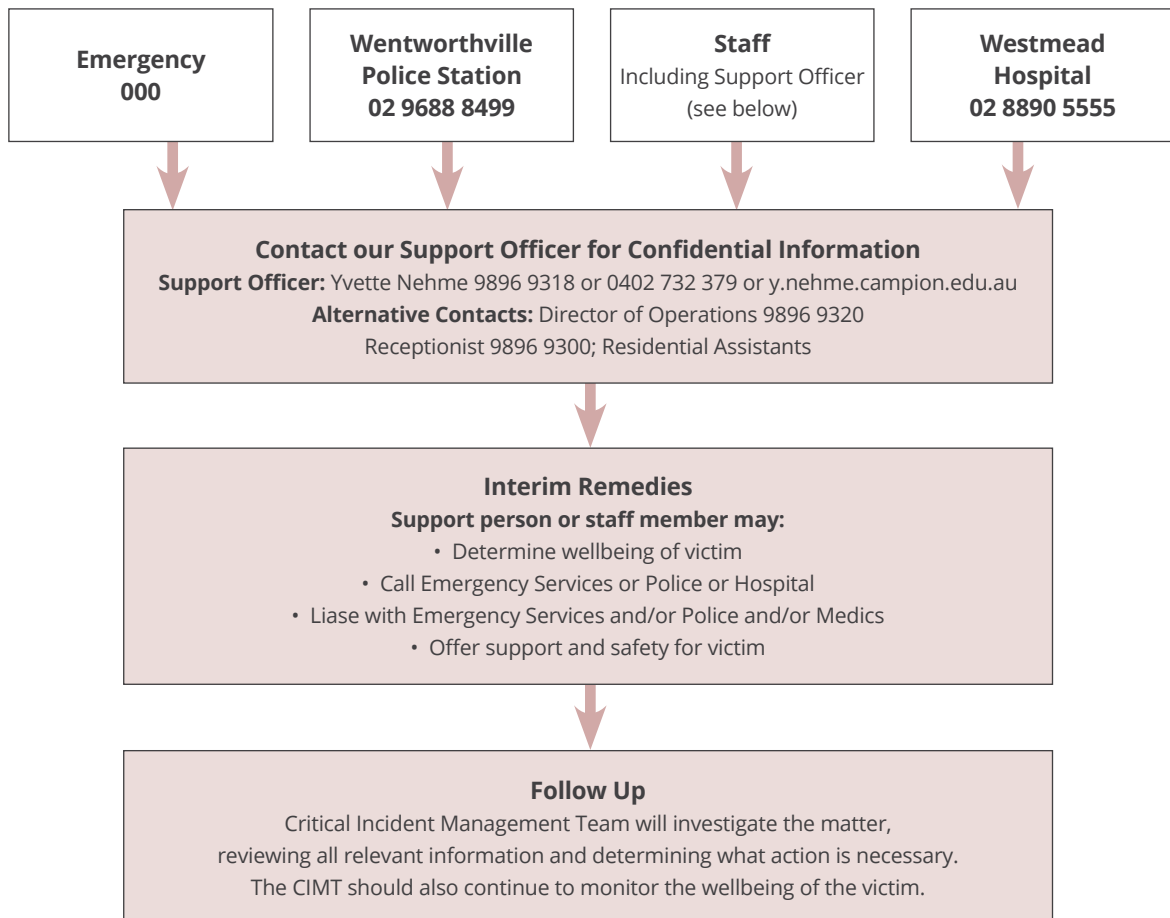 Emergency
000
Wentworthville
Police Station
02 9688 8499
Staff
Including Support Officer
(see below)
Westmead
Hospital
02 8890 5555
Contact our Support Officer for Confidential Information
Support Officer: Yvette Nehme 9896 9318 or 0402 732 379 or y.nehme.campion.edu.au
Alternative Contacts: Director of Operations 9896 9320
Receptionist 9896 9300; Residential Assistants
Interim Remedies
Support person or staff member may:
• Determine wellbeing of victim
• Call Emergency Services or Police or Hospital
• Liase with Emergency Services and/or Police and/or Medics
• Offer support and safety for victim
Follow Up
Critical Incident Management Team will investigate the matter,
reviewing all relevant information and determining what action is necessary.
The CIMT should also continue to monitor the wellbeing of the victim.